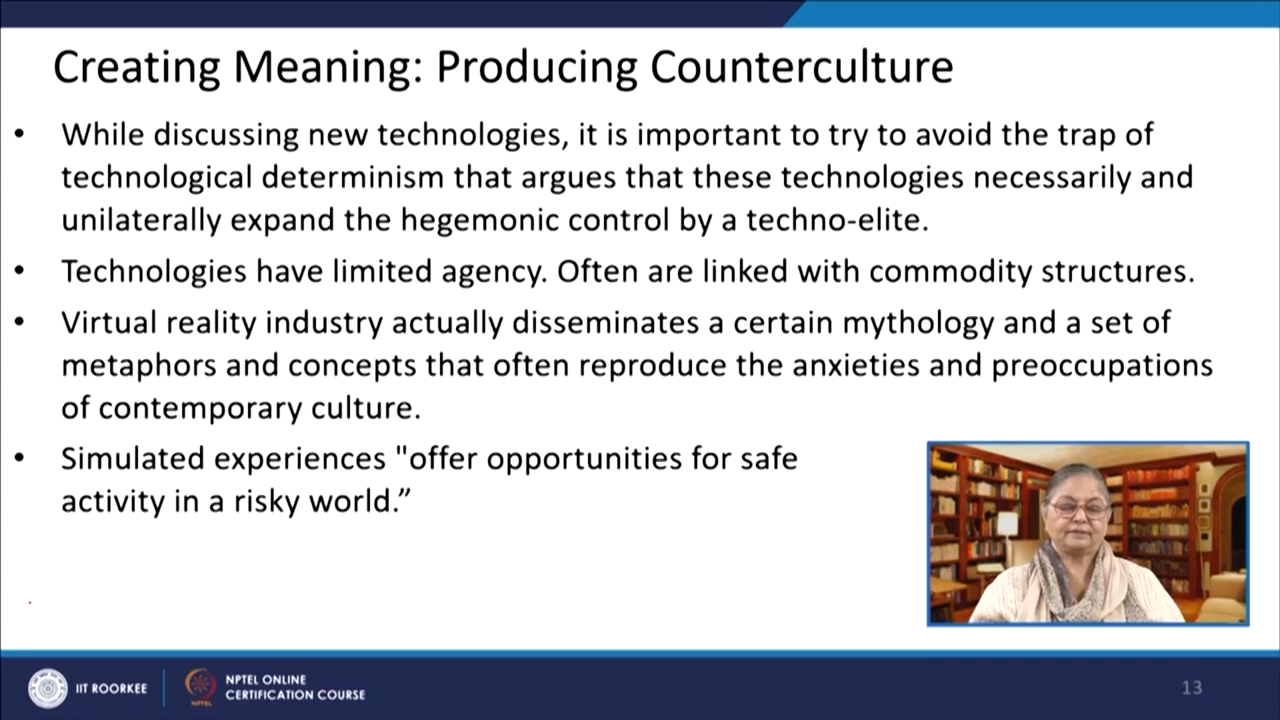 Creating Meaning: Producing Counterculture
• While discussing new technologies, it is important to try to avoid the trap of
technological determinism that argues that these technologies necessarily and
unilaterally expand the hegemonic control by a techno-elite.
• Technologies have limited agency. Often are linked with commodity structures.
• Virtual reality industry actually disseminates a certain mythology and a set of
metaphors and concepts that often reproduce the anxieties and preoccupations
of contemporary culture.
• Simulated experiences "offer opportunities for safe
activity in a risky world.”
IIT ROORKEE
NPTEL
NPTEL ONLINE
CERTIFICATION COURSE
13